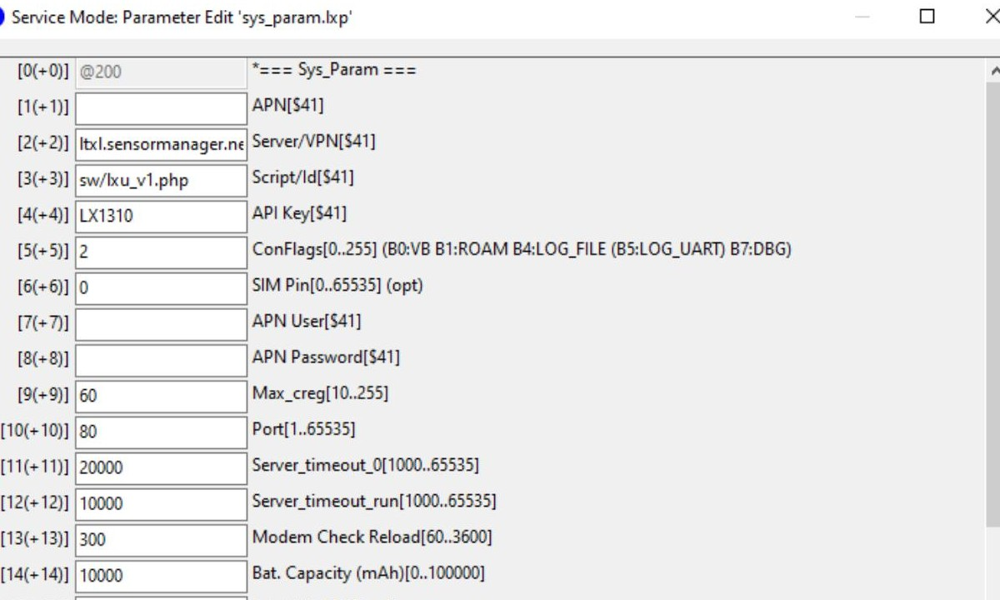 Service Mode: Parameter Edit 'sys_param.lxp'
[0(+0)] @200 *=== Sys_Param ===
[1(+1)] APN[$41]
[2(+2)] ltxl.sensormanager.ne Server/VPN[$41]
[3(+3)] sw/lxu_v1.php Script/Id[$41]
[4(+4)] LX1310 API Key[$41]
[5(+5)] 2 ConFlags[0..255] (B0:VB B1:ROAM B4:LOG_FILE (B5:LOG_UART) B7:DBG)
[6(+6)] 0 SIM Pin[0..65535] (opt)
[7(+7)] APN User[$41]
[8(+8)] APN Password[$41]
[9(+9)] 60 Max_creg[10..255]
[10(+10)] 80 Port[1..65535]
[11(+11)] 20000 Server_timeout_0[1000..65535]
[12(+12)] 10000 Server_timeout_run[1000..65535]
[13(+13)] 300 Modem Check Reload[60..3600]
[14(+14)] 10000 Bat. Capacity (mAh)[0..100000]